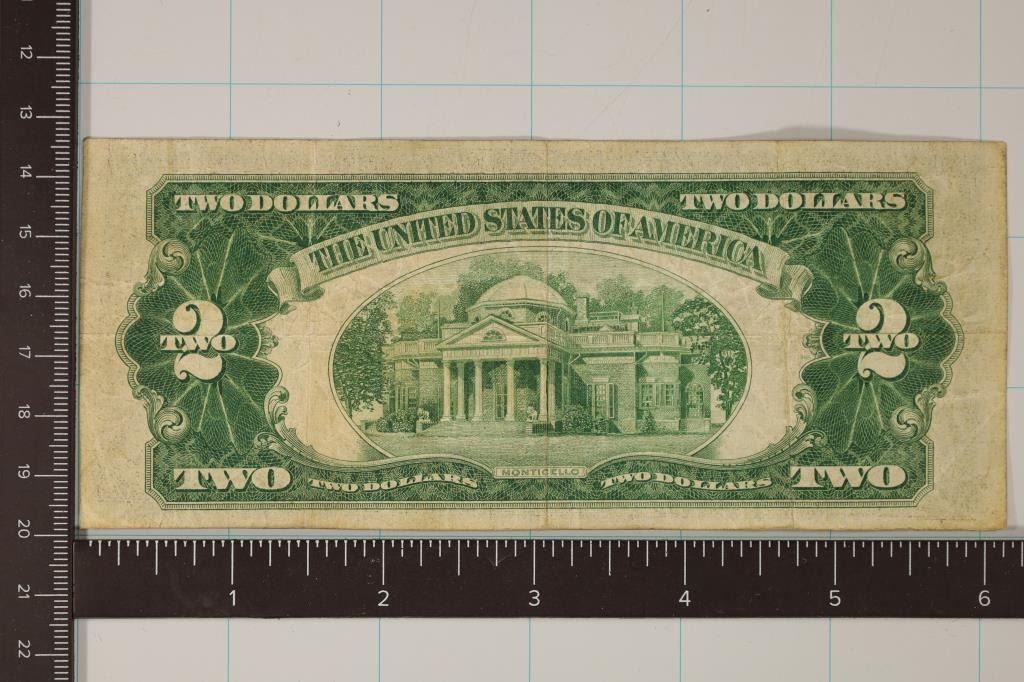 TWO DOLLARS TWO DOLLARS
THE UNITED STATES OF AMERICA
2 TWO 2 TWO
TWO TWO DOLLARS MONTICELLO TWO DOLLARS TWO
12
13
14
15
16
17
18
19
20
21
22
1 2 3 4 5 6